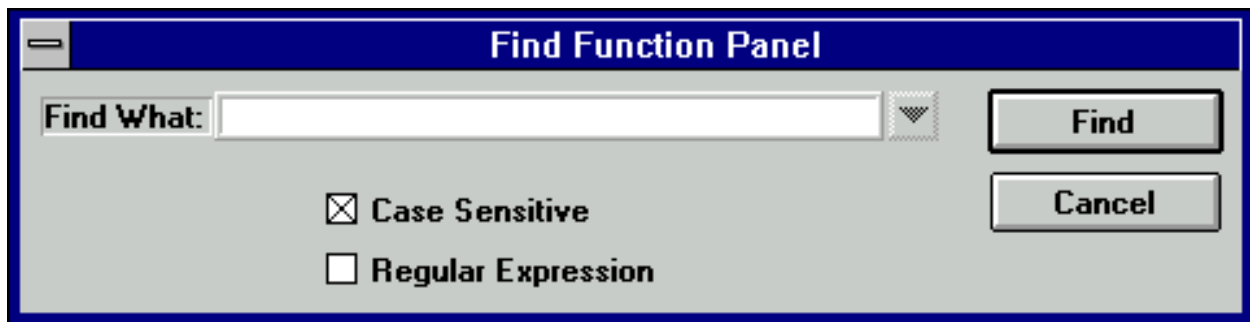 Find Function Panel
Find What:
Find
Case Sensitive
Cancel
Regular Expression